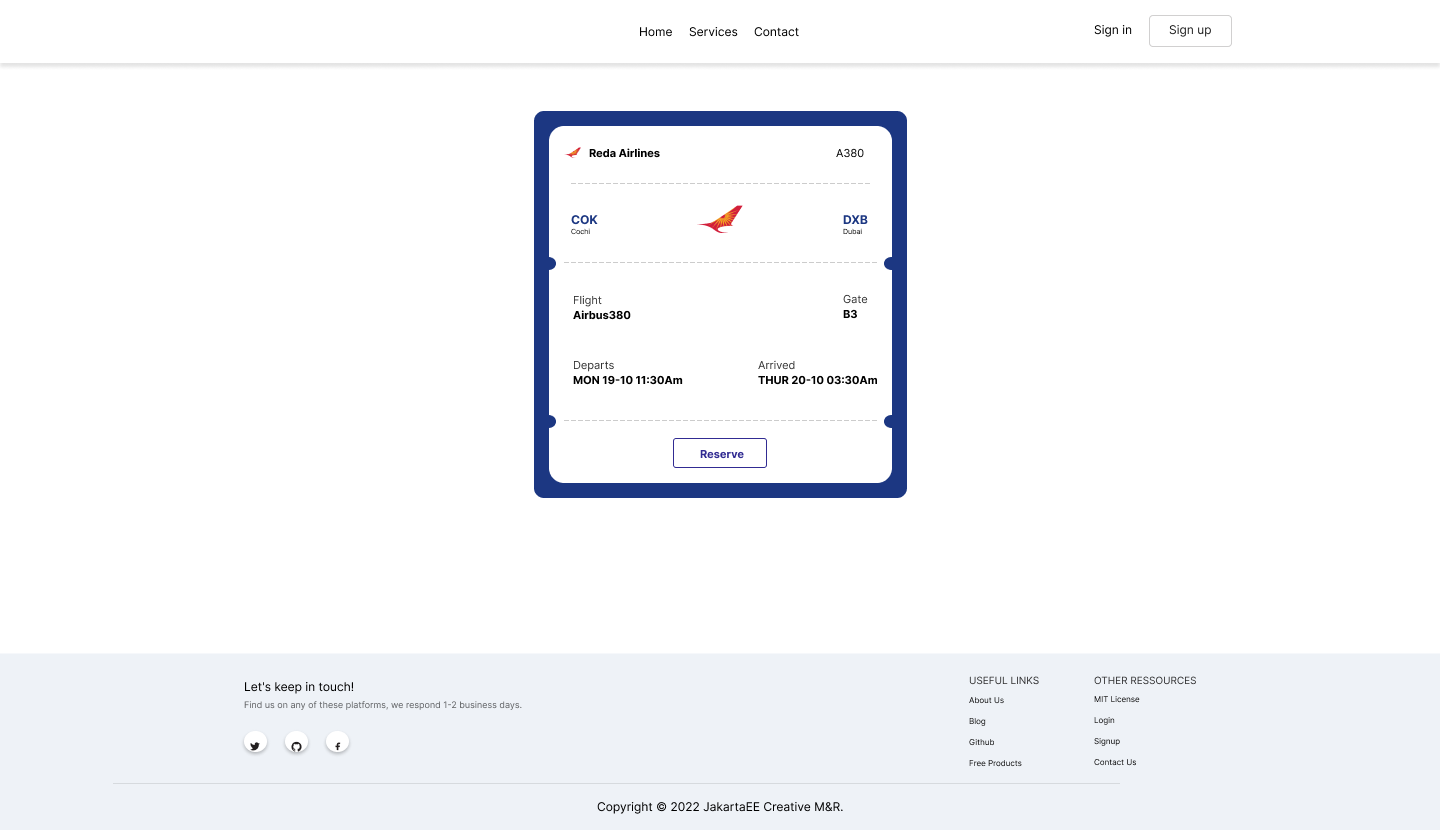 Home Services Contact Sign in Sign up
Reda Airlines A380
COK DXB
Cochi Dubai
Flight Gate
Airbus380 B3
Departs Arrived
MON 19-10 11:30Am THUR 20-10 03:30Am
Reserve
Let's keep in touch!
Find us on any of these platforms, we respond 1-2 business days.
USEFUL LINKS
About Us
Blog
Github
Free Products
OTHER RESSOURCES
MIT License
Login
Signup
Contact Us
Copyright © 2022 JakartaEE Creative M&R.